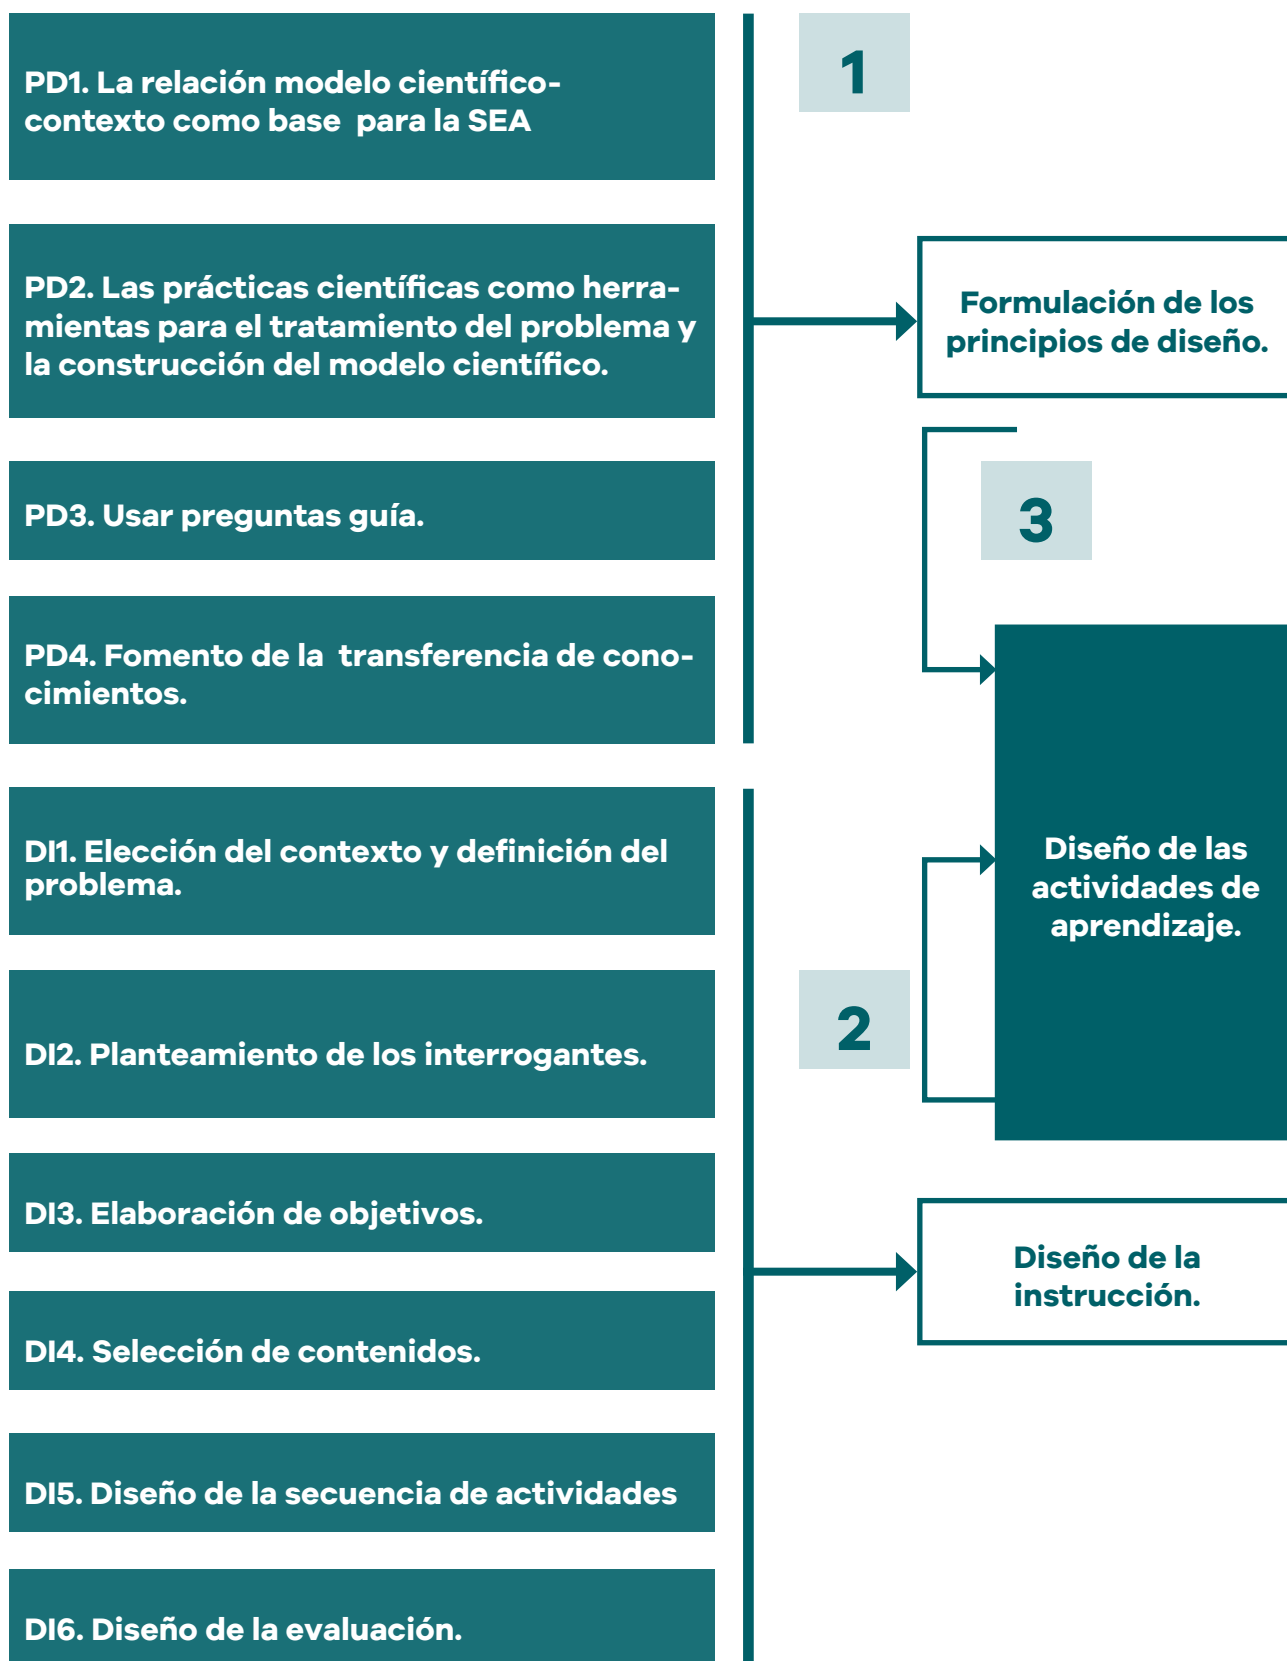 PD1. La relación modelo científico-
contexto como base para la SEA
1
PD2. Las prácticas científicas como herra-
mientas para el tratamiento del problema y
la construcción del modelo científico.
Formulación de los
principios de diseño.
PD3. Usar preguntas guía.
3
PD4. Fomento de la transferencia de cono-
cimientos.
DI1. Elección del contexto y definición del
problema.
Diseño de las
actividades de
aprendizaje.
DI2. Planteamiento de los interrogantes.
2
DI3. Elaboración de objetivos.
Diseño de la
instrucción.
DI4. Selección de contenidos.
DI5. Diseño de la secuencia de actividades
DI6. Diseño de la evaluación.